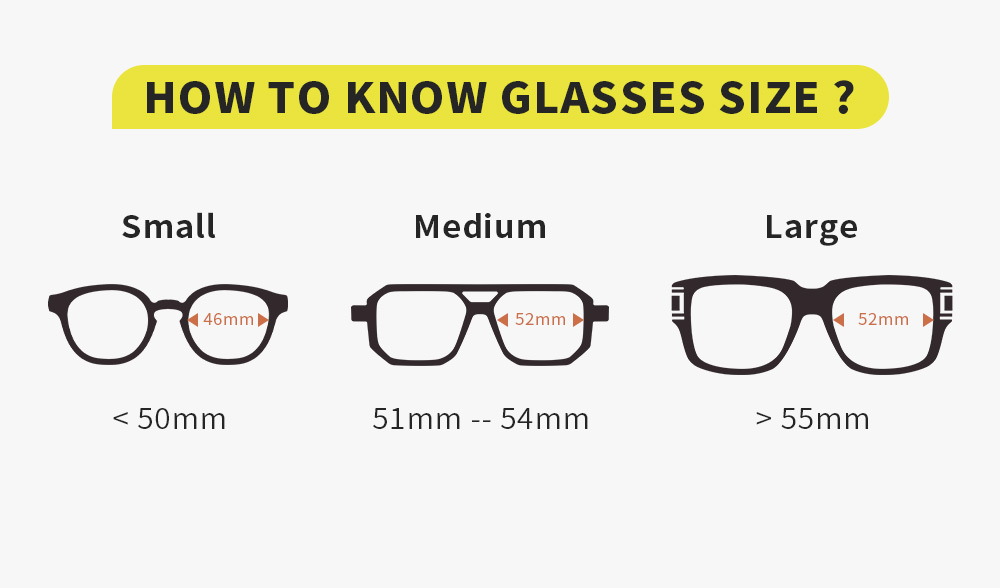 HOW TO KNOW GLASSES SIZE ?
Small Medium Large
46mm 52mm 52mm
< 50mm 51mm -- 54mm > 55mm